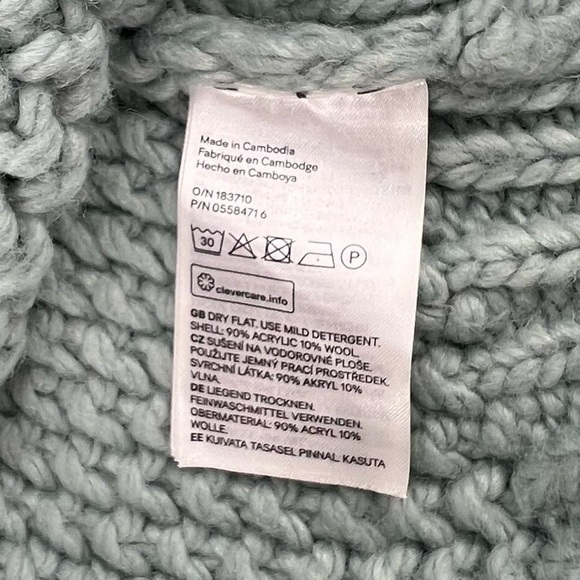 Made in Cambodia
Fabriqué en Cambodge
Hecho en Camboya
O/N 183710
P/N 05584716
30
P
clevercare.info
GB DRY FLAT. USE MILD DETERGENT.
SHELL: 90% ACRYLIC 10% WOOL
CZ SUŠENÍ NA VODOROVNÉ PLOŠE.
POUŽIJTE JEMNÝ PRACÍ PROSTŘEDEK.
SVRCHNÍ LÁTKA: 90% AKRYL 10%
VLNA.
DE LIEGEND TROCKNEN.
FEINWASCHMITTEL VERWENDEN.
OBERMATERIAL: 90% ACRYL 10%
WOLLE.
EE KUIVATA TASASEL PINNAL. KASUTA